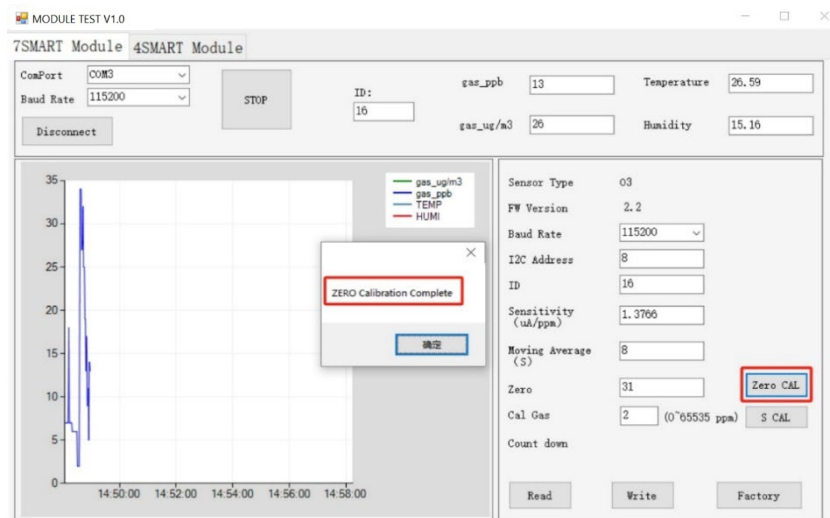 MODULE TEST V1.0
7SMART Module 4SMART Module
ComPort COM3
Baud Rate 115200
Disconnect
STOP
ID:
16
gas_ppb 13
gas_ug/m3 26
Temperature 26.59
Humidity 15.16
35
30
25
20
15
10
5
0
14:50:00 14:52:00 14:54:00 14:56:00 14:58:00
gas_ug/m3
gas_ppb
TEMP
HUMI
ZERO Calibration Complete
确定
Sensor Type O3
FW Version 2.2
Baud Rate 115200
I2C Address 8
ID 16
Sensitivity
(uA/ppm) 1.3766
Moving Average
(S) 8
Zero 31 Zero CAL
Cal Gas 2 (0~65535 ppm) S CAL
Count down
Read Write Factory